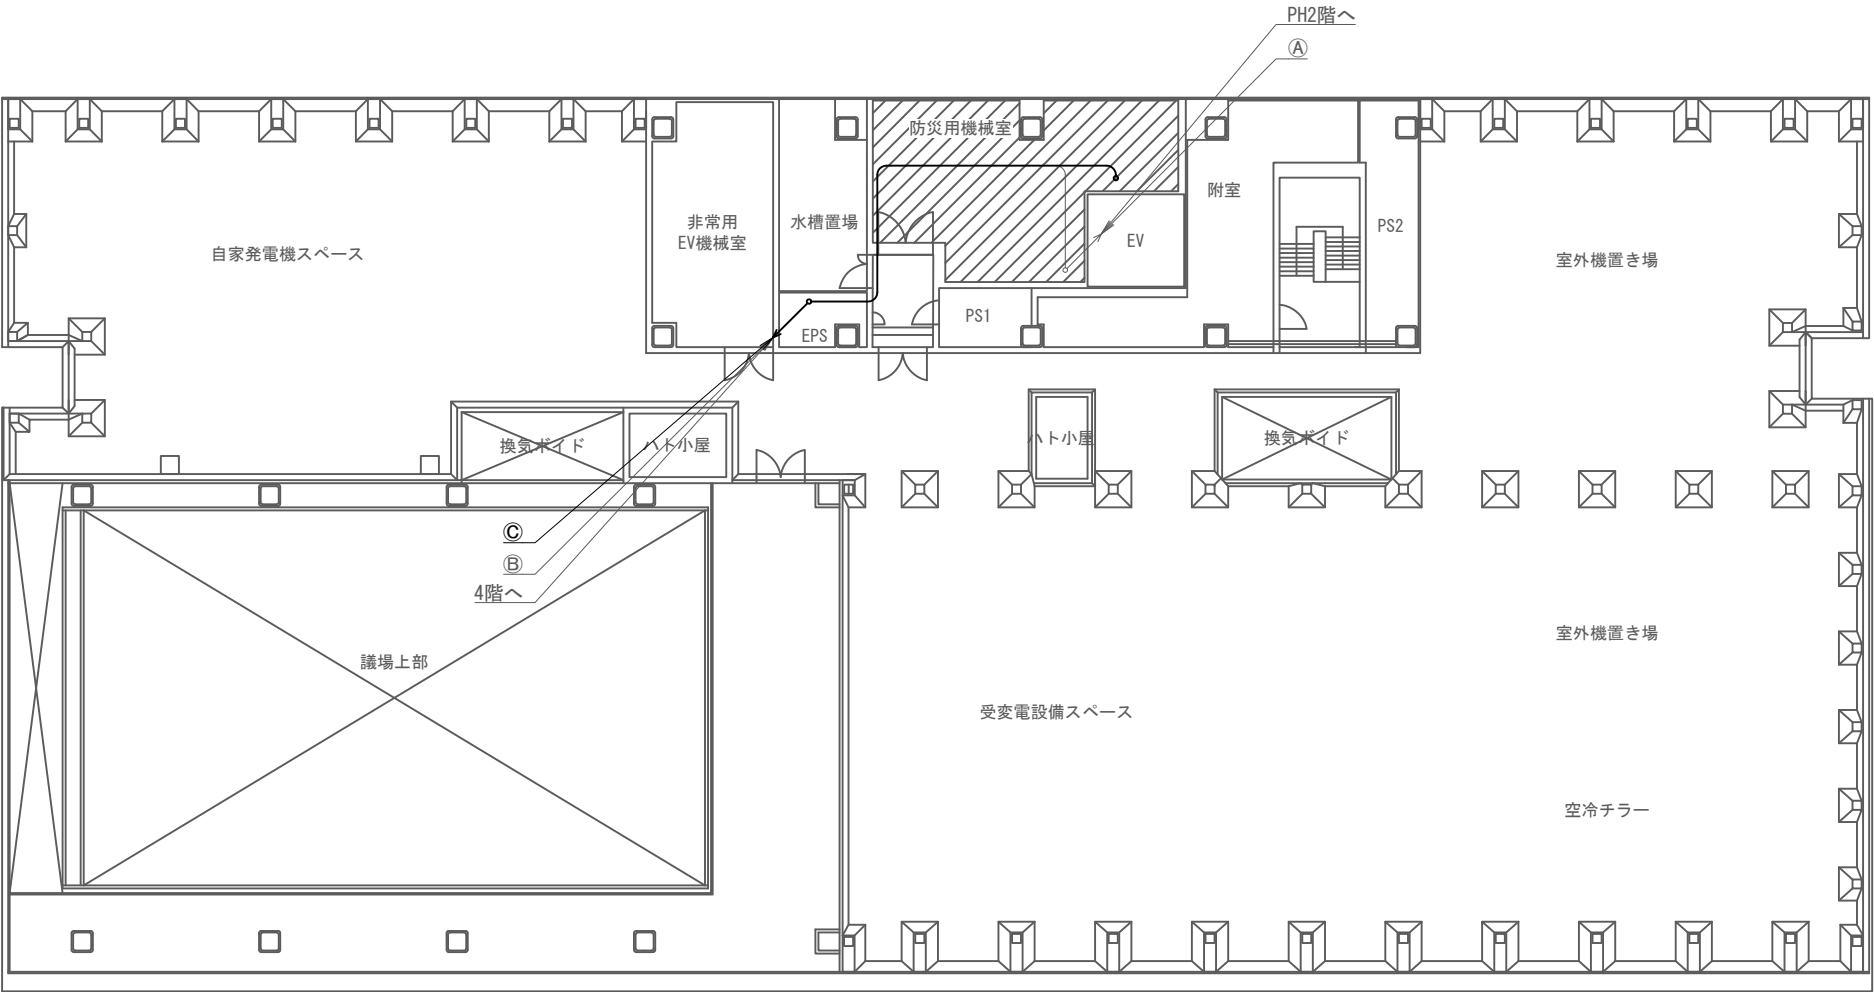 PH2階へ
Ⓐ
防災用機械室
附室
非常用
EV機械室
水槽置場
PS2
EV
自家発電機スペース
室外機置き場
PS1
EPS
換気ボイド
ハト小屋
ハト小屋
換気ボイド
Ⓒ
Ⓑ
4階へ
室外機置き場
議場上部
受変電設備スペース
空冷チラー